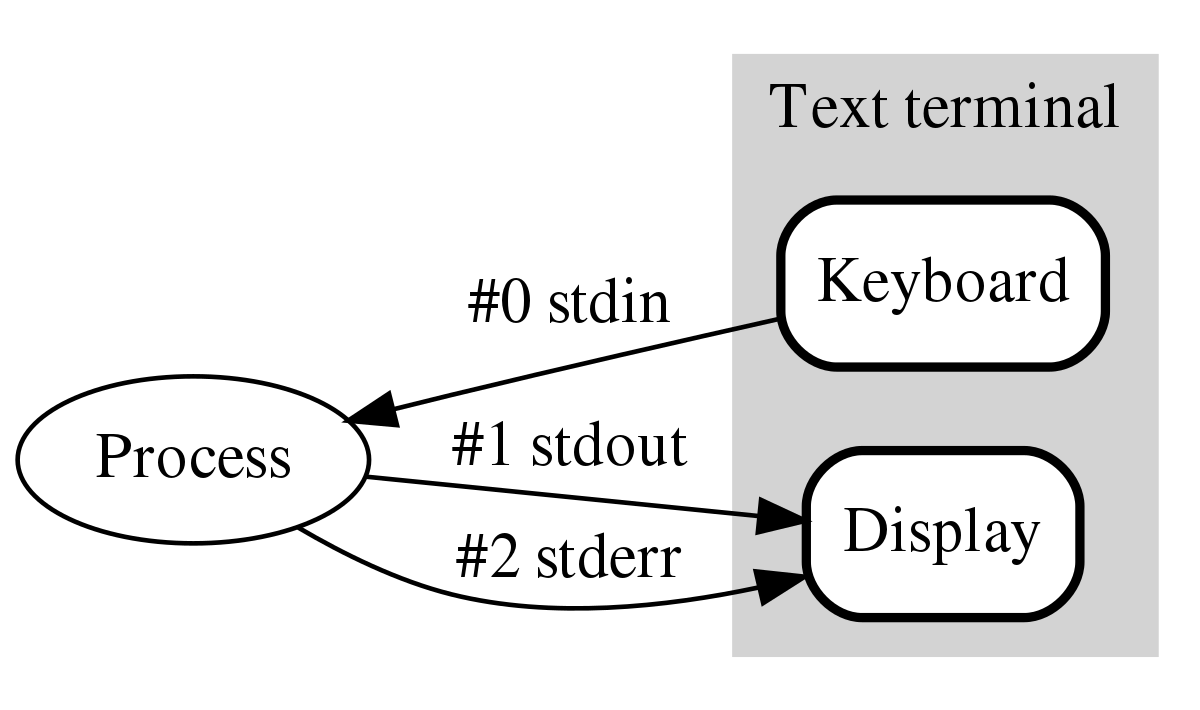 Text terminal
Keyboard
#0 stdin
#1 stdout
Process
Display
#2 stderr